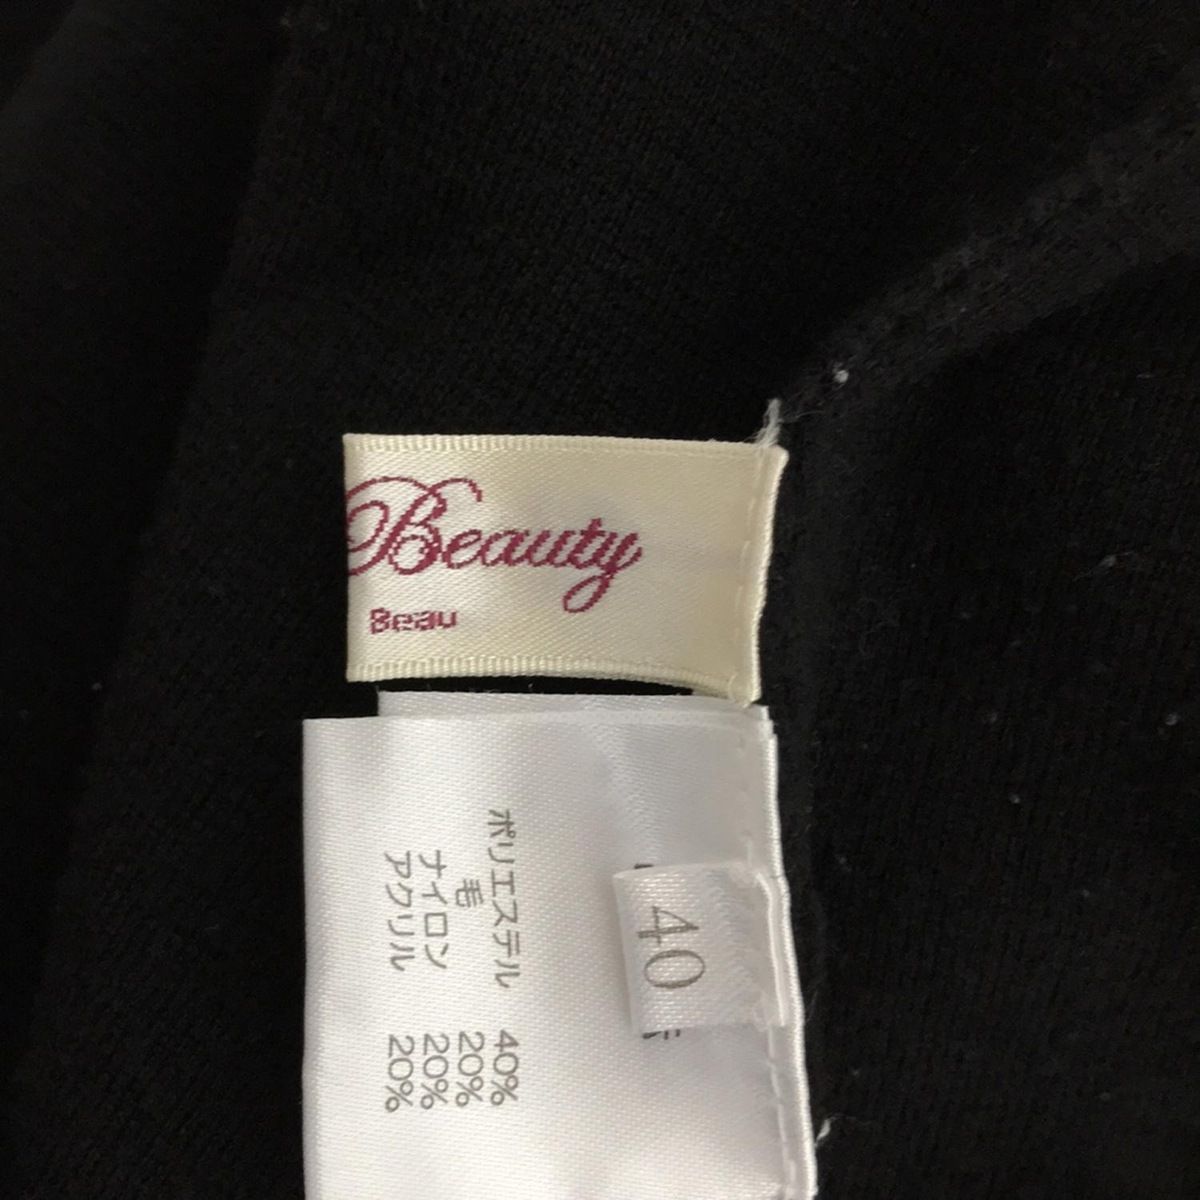 Beauty
Beau
40
ポリエステル 40%
毛 20%
ナイロン 20%
アクリル 20%